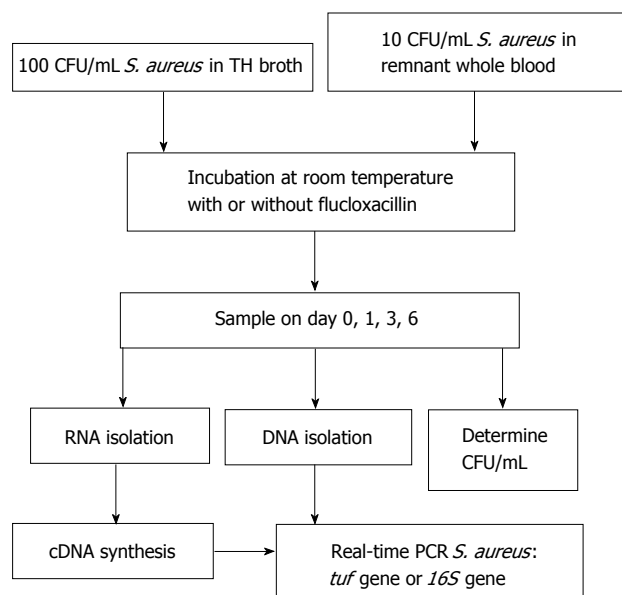 100 CFU/mL S. aureus in TH broth
10 CFU/mL S. aureus in
remnant whole blood
Incubation at room temperature
with or without flucloxacillin
Sample on day 0, 1, 3, 6
RNA isolation
DNA isolation
Determine
CFU/mL
cDNA synthesis
Real-time PCR S. aureus:
tuf gene or 16S gene